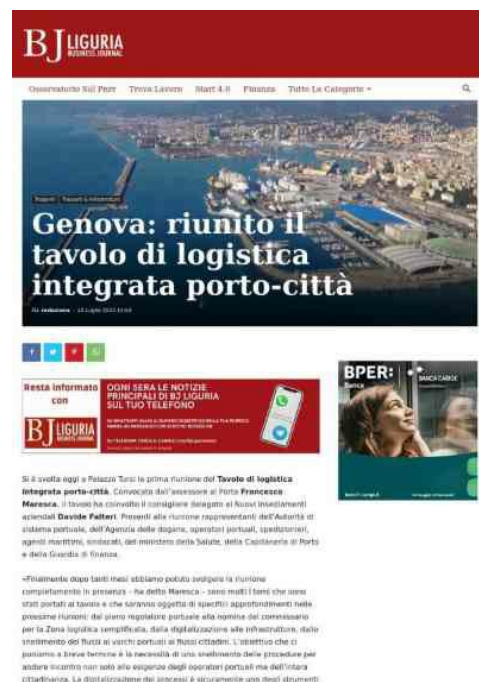 BJ LIGURIA
BUSINESS JOURNAL
Osservatorio Sul Pnrr Trova Lavoro Start 4.0 Finanza Tutte Le Categorie
Trasporti Trasporti & Infrastrutture
Genova: riunito il
tavolo di logistica
integrata porto-città
redazione
Resta informato
con
BJ LIGURIA
BUSINESS JOURNAL
OGNI SERA LE NOTIZIE
PRINCIPALI DI BJ LIGURIA
SUL TUO TELEFONO
BPER:
Banca
BANCA CARIGE
Si è svolta oggi a Palazzo Tursi la prima riunione del Tavolo di logistica
integrata porto-città. Convocato dall'assessore al Porto Francesco
Maresca, il tavolo ha coinvolto il consigliere delegato ai Nuovi insediamenti
aziendali Davide Falteri. Presenti alla riunione rappresentanti dell'Autorità di
sistema portuale, dell'Agenzia delle dogane, operatori portuali, spedizionieri,
agenti marittimi, sindacati, del ministero della Salute, della Capitaneria di Porto
e della Guardia di finanza.
«Finalmente dopo tanti mesi abbiamo potuto svolgere la riunione
completamente in presenza – ha detto Maresca – sono molti i temi che sono
stati portati al tavolo e che saranno oggetto di specifici approfondimenti nelle
prossime riunioni: dal piano regolatore portuale alla nomina del commissario
per la Zona logistica semplificata, dalla digitalizzazione alle infrastrutture, dallo
snellimento dei flussi ai varchi portuali ai flussi cittadini. L'obiettivo che ci
poniamo a breve termine è la necessità di uno snellimento delle procedure per
andare incontro non solo alle esigenze degli operatori portuali ma dell'intera
cittadinanza. La digitalizzazione dei processi è sicuramente uno degli strumenti